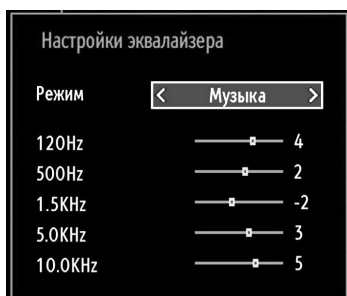 Настройки эквалайзера
Режим < Музыка >
120Hz 4
500Hz 2
1.5KHz -2
5.0KHz 3
10.0KHz 5